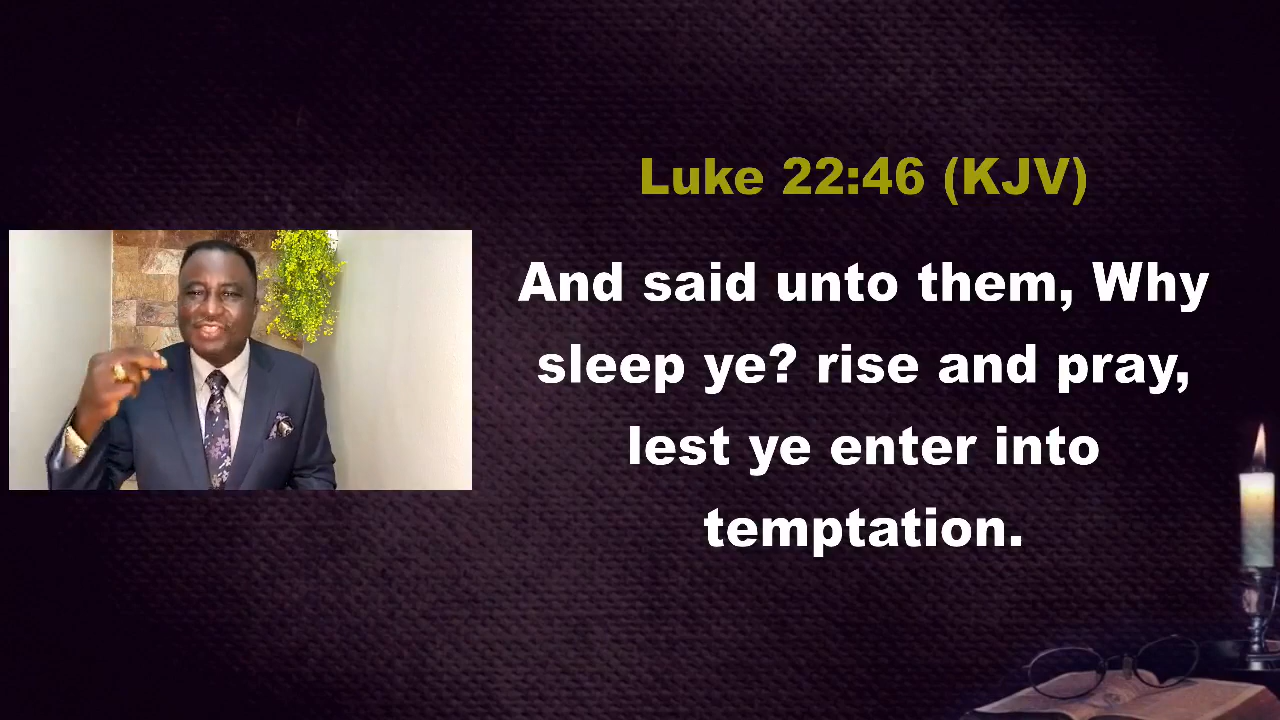 Luke 22:46 (KJV)
And said unto them, Why
sleep ye? rise and pray,
lest ye enter into
temptation.